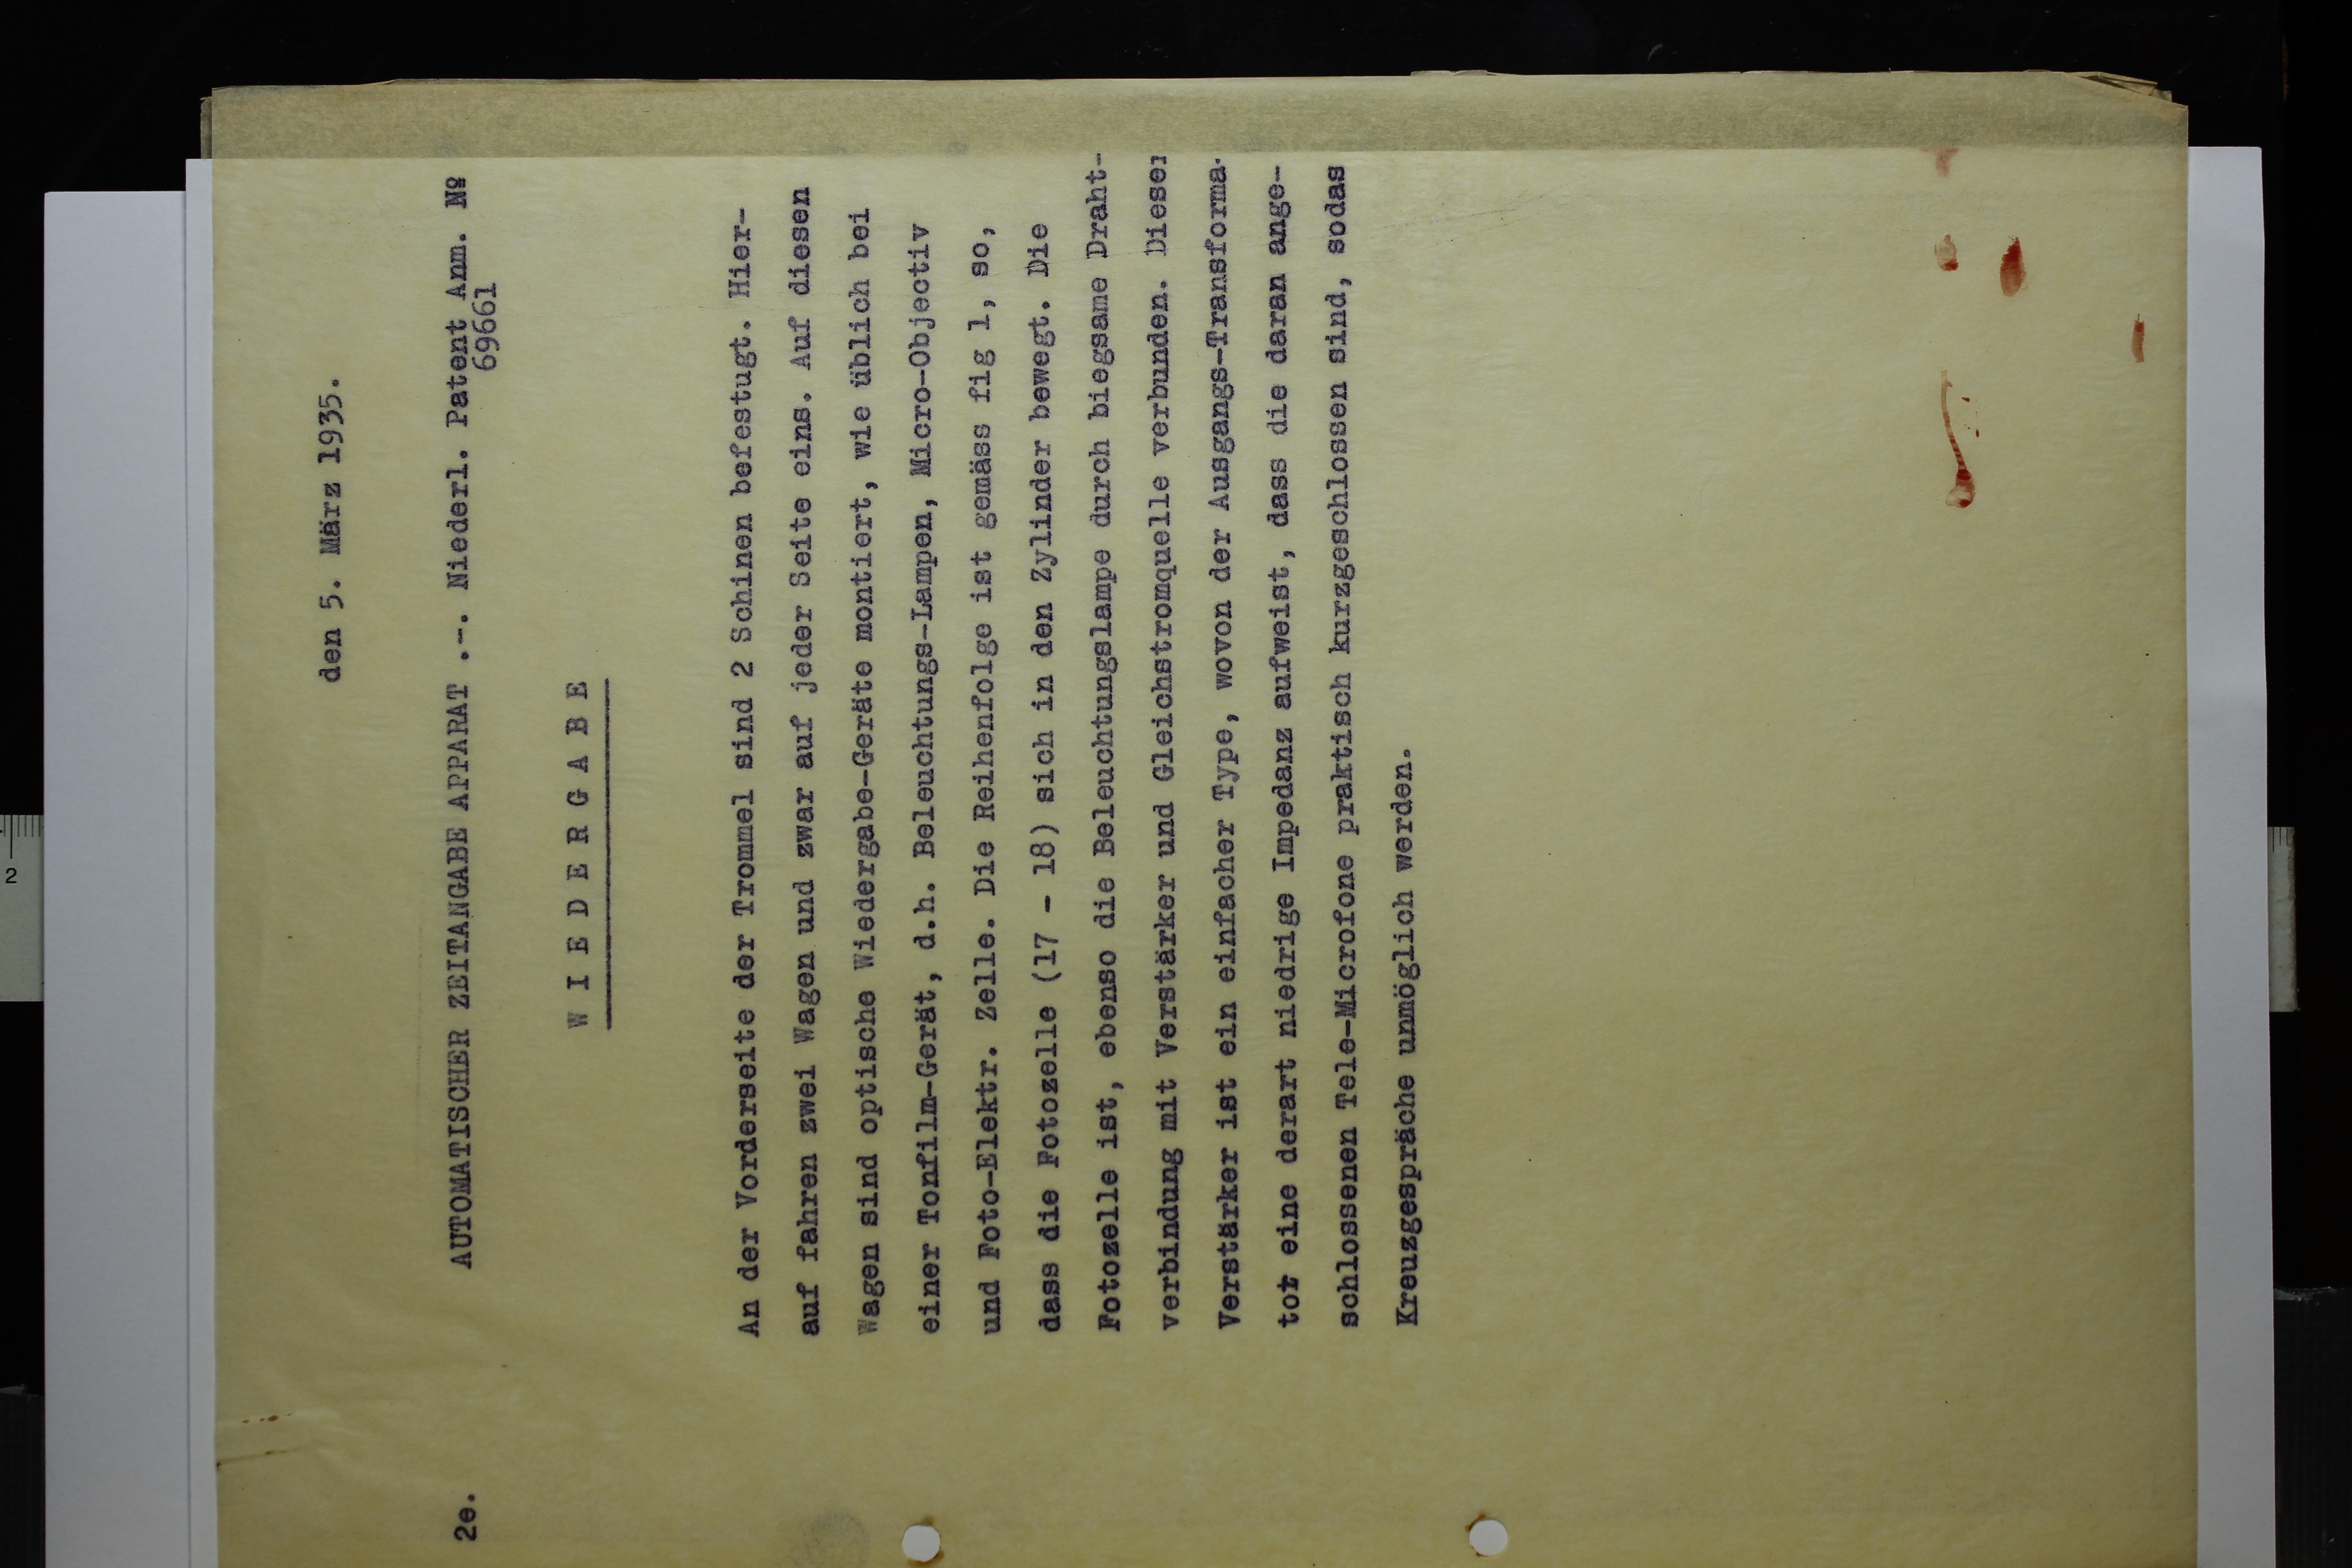 den 5. März 1935.
2e. AUTOMATISCHER ZEITANGABE APPARAT .-. Niederl. Patent Anm. Nº
69661
W I E D E R G A B E
An der Vorderseite der Trommel sind 2 Schinen befestugt. Hier-
auf fahren zwei Wagen und zwar auf jeder Seite eins. Auf diesen
Wagen sind optische Wiedergabe-Geräte montiert, wie üblich bei
einer Tonfilm-Gerät, d.h. Beleuchtungs-Lampen, Micro-Objectiv
und Foto-Elektr. Zelle. Die Reihenfolge ist gemäss fig 1, so,
dass die Fotozelle (17 - 18) sich in den Zylinder bewegt. Die
Fotozelle ist, ebenso die Beleuchtungslampe durch biegsame Draht-
verbindung mit Verstärker und Gleichstromquelle verbunden. Dieser
Verstärker ist ein einfacher Type, wovon der Ausgangs-Transforma-
tor eine derart niedrige Impedanz aufweist, dass die daran ange-
schlossenen Tele-Microfone praktisch kurzgeschlossen sind, sodas
Kreuzgespräche unmöglich werden.
2